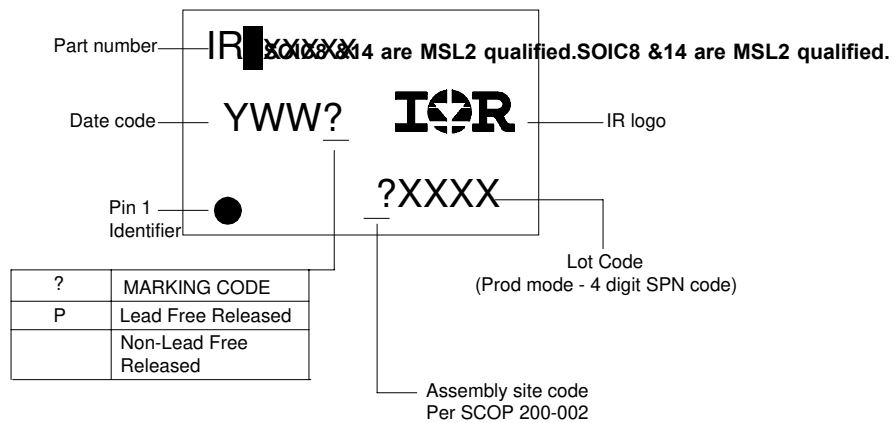 Part number
IR xxxxxx SOIC8 &14 are MSL2 qualified.SOIC8 &14 are MSL2 qualified.
Date code
YWW?
IOR
IR logo
?XXXX
Pin 1
Identifier
Lot Code
(Prod mode - 4 digit SPN code)
? MARKING CODE
P Lead Free Released
Non-Lead Free
Released
Assembly site code
Per SCOP 200-002